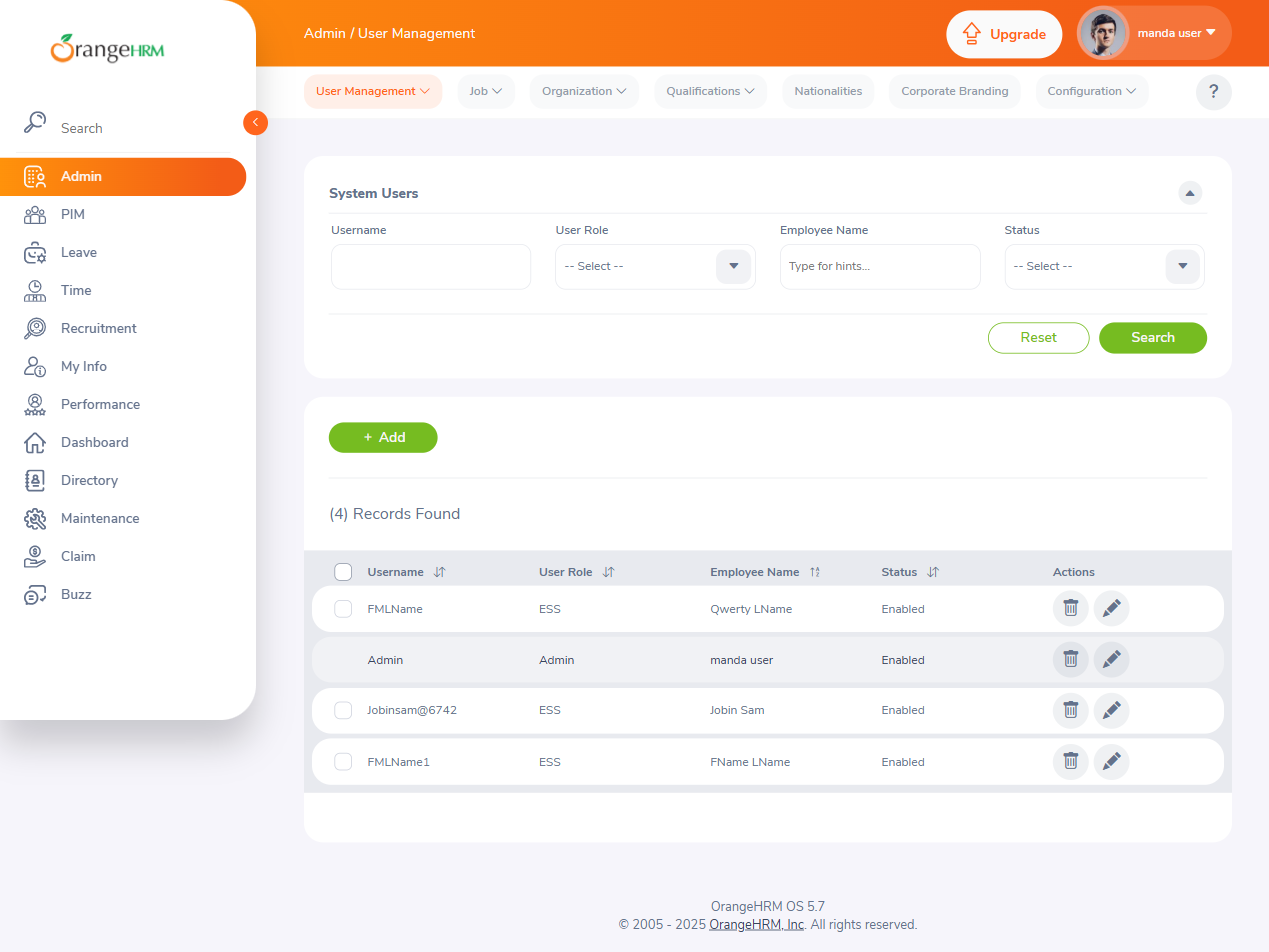 OrangeHRM
Admin / User Management
Upgrade
manda user
User Management
Job
Organization
Qualifications
Nationalities
Corporate Branding
Configuration
?
Search
Admin
PIM
Leave
Time
Recruitment
My Info
Performance
Dashboard
Directory
Maintenance
Claim
Buzz
System Users
Username User Role Employee Name Status
-- Select -- Type for hints... -- Select --
Reset Search
+ Add
(4) Records Found
Username User Role Employee Name Status Actions
FMLName ESS Qwerty LName Enabled
Admin Admin manda user Enabled
Jobinsam@6742 ESS Jobin Sam Enabled
FMLName1 ESS FName LName Enabled
OrangeHRM OS 5.7
© 2005 - 2025 OrangeHRM, Inc. All rights reserved.